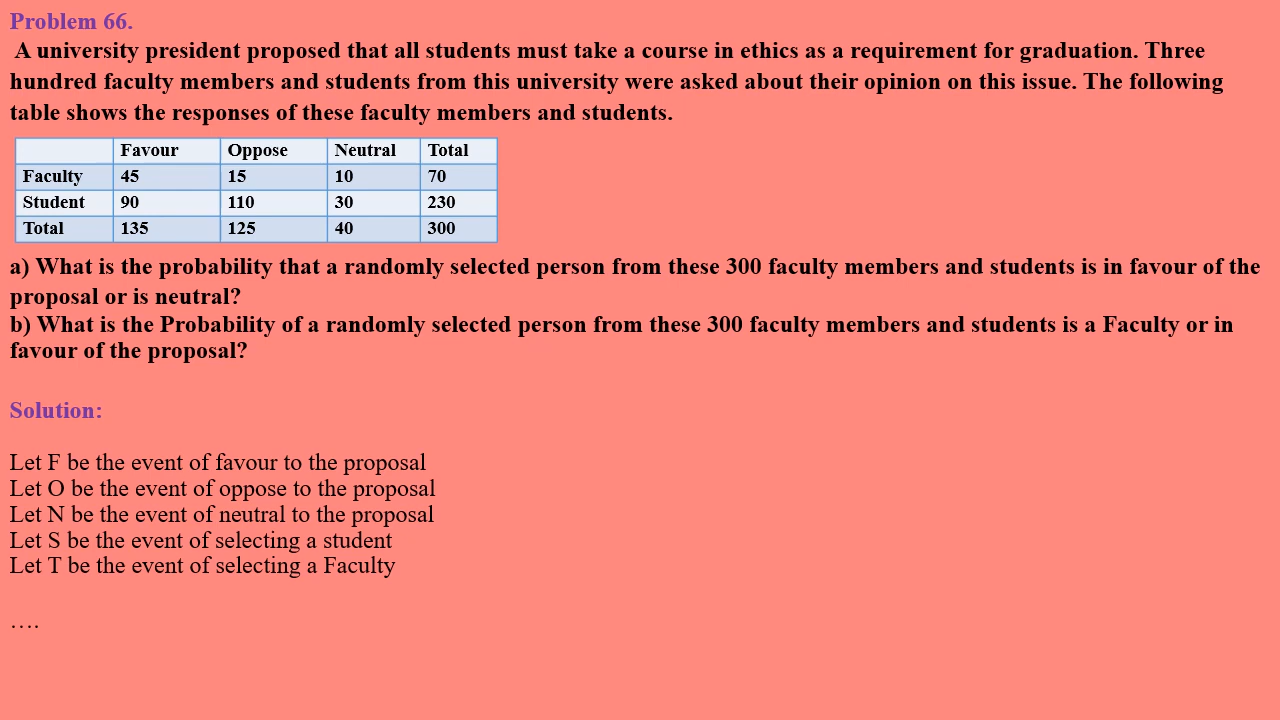 Problem 66.
A university president proposed that all students must take a course in ethics as a requirement for graduation. Three
hundred faculty members and students from this university were asked about their opinion on this issue. The following
table shows the responses of these faculty members and students.
Favour Oppose Neutral Total
Faculty 45 15 10 70
Student 90 110 30 230
Total 135 125 40 300
a) What is the probability that a randomly selected person from these 300 faculty members and students is in favour of the
proposal or is neutral?
b) What is the Probability of a randomly selected person from these 300 faculty members and students is a Faculty or in
favour of the proposal?
Solution:
Let F be the event of favour to the proposal
Let O be the event of oppose to the proposal
Let N be the event of neutral to the proposal
Let S be the event of selecting a student
Let T be the event of selecting a Faculty
….